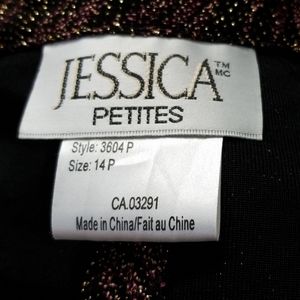 JESSICA TM MC
PETITES
Style: 3604 P
Size: 14 P
CA.03291
Made in China/Fait au Chine